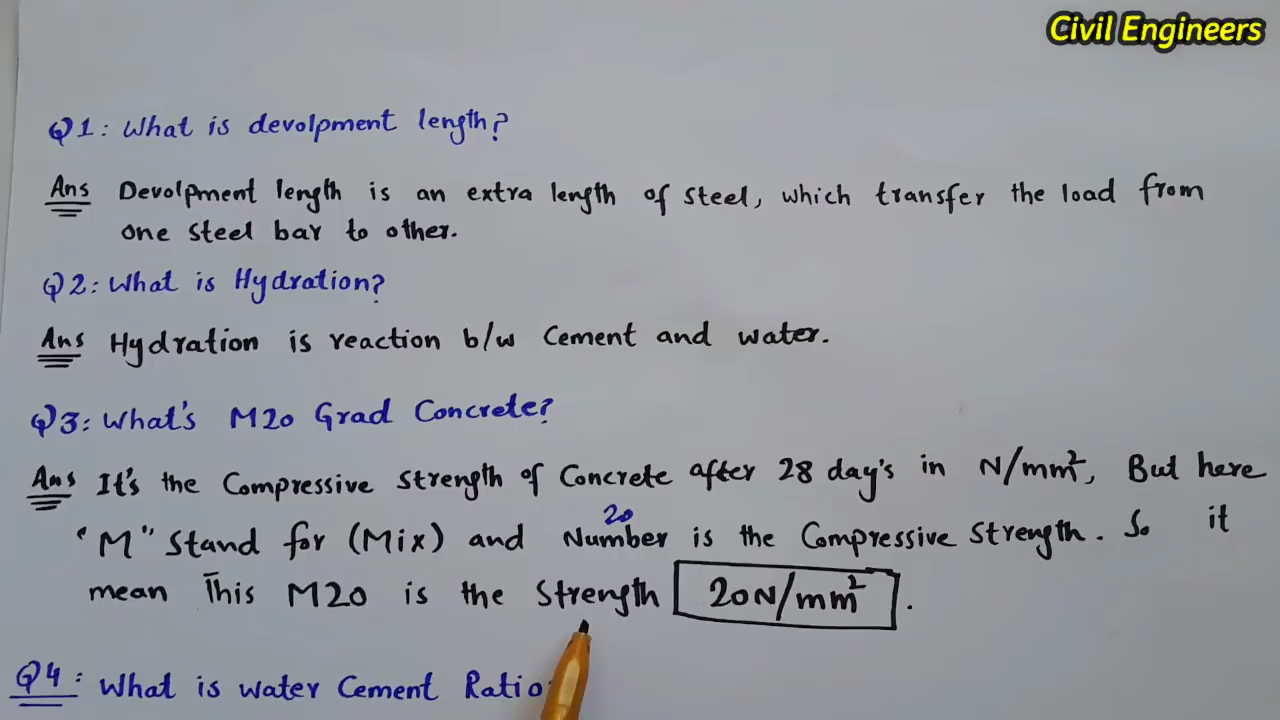 Civil Engineers
Q1: What is devolpment length?
Ans Devolpment length is an extra length of steel, which transfer the load from
one steel bar to other.
Q2: What is Hydration?
Ans Hydration is reaction b/w Cement and water.
Q3: What's M20 Grad Concrete?
Ans It's the Compressive Strength of Concrete after 28 day's in N/mm², But here
"M" Stand for (Mix) and Number 20 is the Compressive Strength. So it
mean This M20 is the Strength 20N/mm².
Q4: What is water Cement Ratio